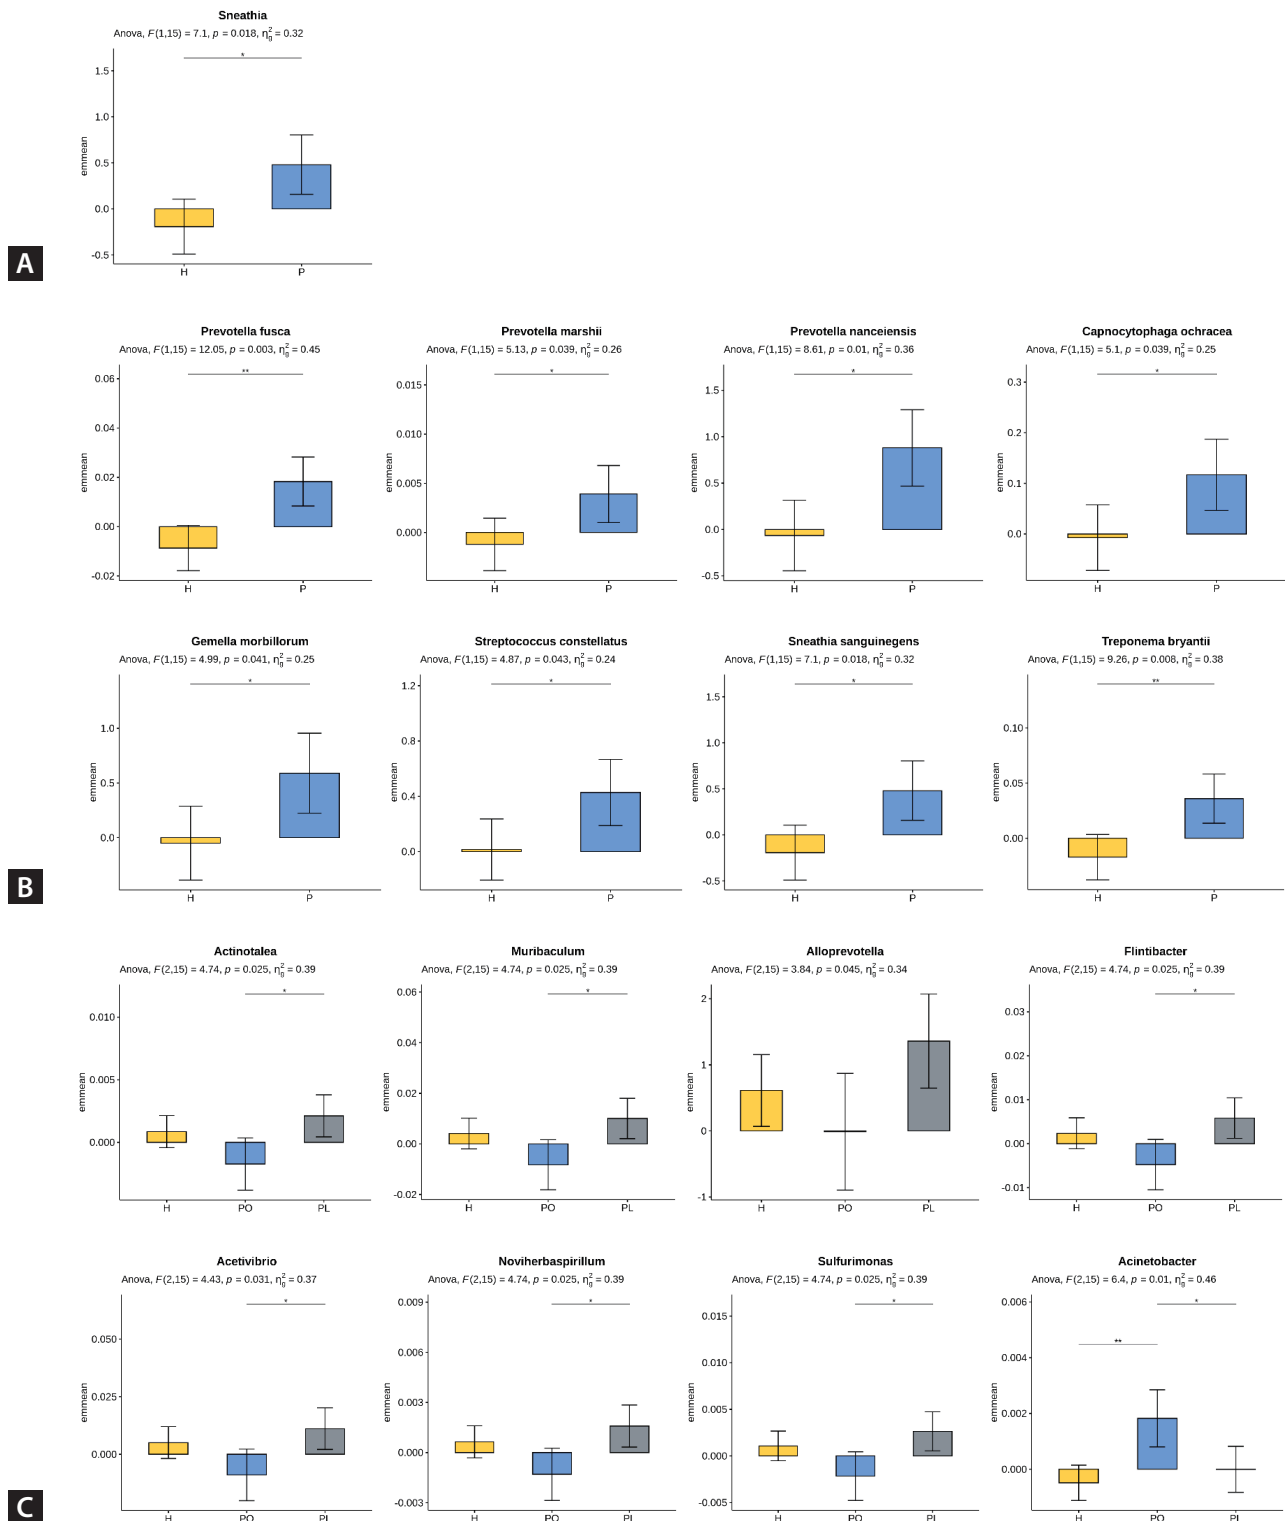 Sneathia
Anova, F(1,15) = 7.1, p = 0.018, η²g = 0.32
*
1.5
1.0
0.5
0.0
-0.5
emmean
H P
A
Prevotella fusca
Anova, F(1,15) = 12.05, p = 0.003, η²g = 0.45
**
0.06
0.04
0.02
0.00
-0.02
emmean
H P
Prevotella marshii
Anova, F(1,15) = 5.13, p = 0.039, η²g = 0.26
*
0.015
0.010
0.005
0.000
emmean
H P
Prevotella nanceiensis
Anova, F(1,15) = 8.61, p = 0.01, η²g = 0.36
*
1.5
1.0
0.5
0.0
-0.5
emmean
H P
Capnocytophaga ochracea
Anova, F(1,15) = 5.1, p = 0.039, η²g = 0.25
*
0.3
0.2
0.1
0.0
emmean
H P
Gemella morbillorum
Anova, F(1,15) = 4.99, p = 0.041, η²g = 0.25
*
1.0
0.5
0.0
emmean
H P
Streptococcus constellatus
Anova, F(1,15) = 4.87, p = 0.043, η²g = 0.24
*
1.2
0.8
0.4
0.0
emmean
H P
Sneathia sanguinegens
Anova, F(1,15) = 7.1, p = 0.018, η²g = 0.32
*
1.5
1.0
0.5
0.0
-0.5
emmean
H P
Treponema bryantii
Anova, F(1,15) = 9.26, p = 0.008, η²g = 0.38
**
0.10
0.05
0.00
emmean
H P
B
Actinotalea
Anova, F(2,15) = 4.74, p = 0.025, η²g = 0.39
*
0.010
0.005
0.000
emmean
H PO PL
Muribaculum
Anova, F(2,15) = 4.74, p = 0.025, η²g = 0.39
*
0.06
0.04
0.02
0.00
-0.02
emmean
H PO PL
Alloprevotella
Anova, F(2,15) = 3.84, p = 0.045, η²g = 0.34
2
1
0
-1
emmean
H PO PL
Flintibacter
Anova, F(2,15) = 4.74, p = 0.025, η²g = 0.39
*
0.03
0.02
0.01
0.00
-0.01
emmean
H PO PL
Acetivibrio
Anova, F(2,15) = 4.43, p = 0.031, η²g = 0.37
*
0.050
0.025
0.000
emmean
H PO PL
Noviherbaspirillum
Anova, F(2,15) = 4.74, p = 0.025, η²g = 0.39
*
0.009
0.006
0.003
0.000
-0.003
emmean
H PO PL
Sulfurimonas
Anova, F(2,15) = 4.74, p = 0.025, η²g = 0.39
*
0.015
0.010
0.005
0.000
-0.005
emmean
H PO PL
Acinetobacter
Anova, F(2,15) = 6.4, p = 0.01, η²g = 0.46
*
**
0.006
0.004
0.002
0.000
emmean
H PO PL
C